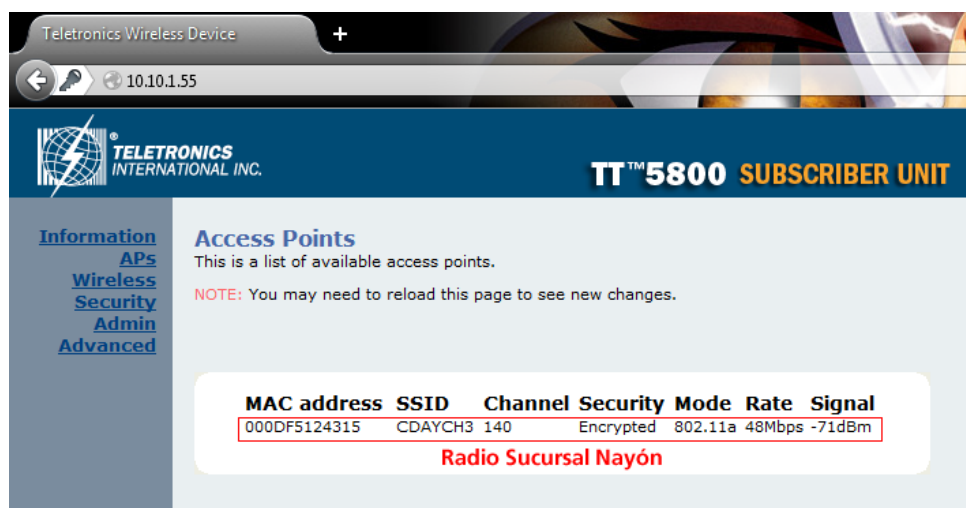 Teletronics Wireless Device
+
10.10.1.55
TELETRONICS®
INTERNATIONAL INC.
TT™5800 SUBSCRIBER UNIT
Information
APs
Wireless
Security
Admin
Advanced
Access Points
This is a list of available access points.
NOTE: You may need to reload this page to see new changes.
MAC address SSID Channel Security Mode Rate Signal
000DF5124315 CDAYCH3 140 Encrypted 802.11a 48Mbps -71dBm
Radio Sucursal Nayón